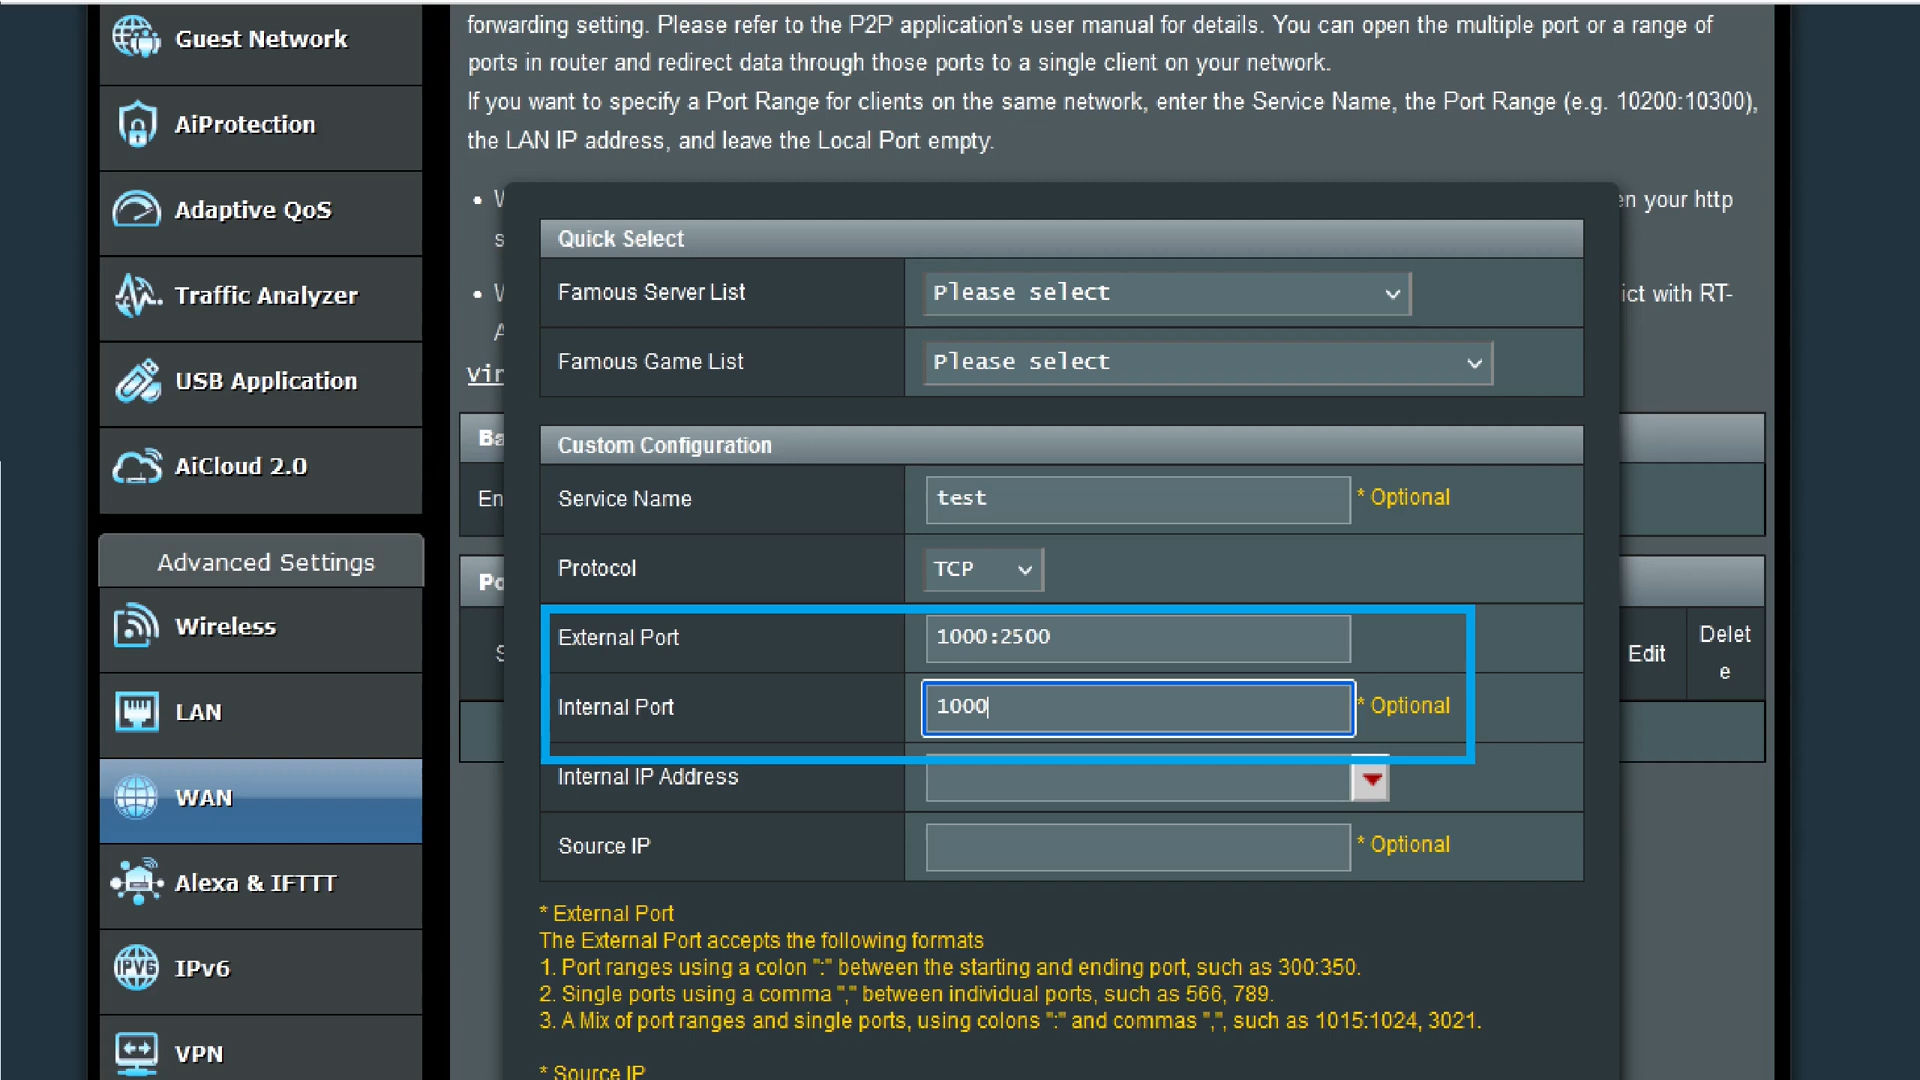 Guest Network
AiProtection
Adaptive QoS
Traffic Analyzer
USB Application
AiCloud 2.0
Advanced Settings
Wireless
LAN
WAN
Alexa & IFTTT
IPv6
VPN
forwarding setting. Please refer to the P2P application's user manual for details. You can open the multiple port or a range of
ports in router and redirect data through those ports to a single client on your network.
If you want to specify a Port Range for clients on the same network, enter the Service Name, the Port Range (e.g. 10200:10300),
the LAN IP address, and leave the Local Port empty.
your http
with RT-
Quick Select
Famous Server List Please select
Famous Game List Please select
Custom Configuration
Service Name test * Optional
Protocol TCP
External Port 1000:2500
Internal Port 1000 * Optional
Internal IP Address
Source IP * Optional
Edit
Delet
e
* External Port
The External Port accepts the following formats
1. Port ranges using a colon ":" between the starting and ending port, such as 300:350.
2. Single ports using a comma "," between individual ports, such as 566, 789.
3. A Mix of port ranges and single ports, using colons ":" and commas ",", such as 1015:1024, 3021.
* Source IP